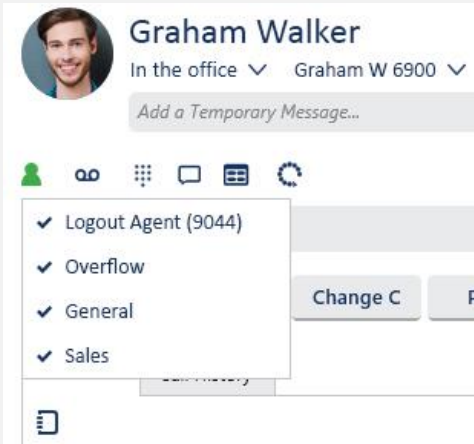 Graham Walker
In the office Graham W 6900
Add a Temporary Message...
Logout Agent (9044)
Overflow
General
Sales
Change C